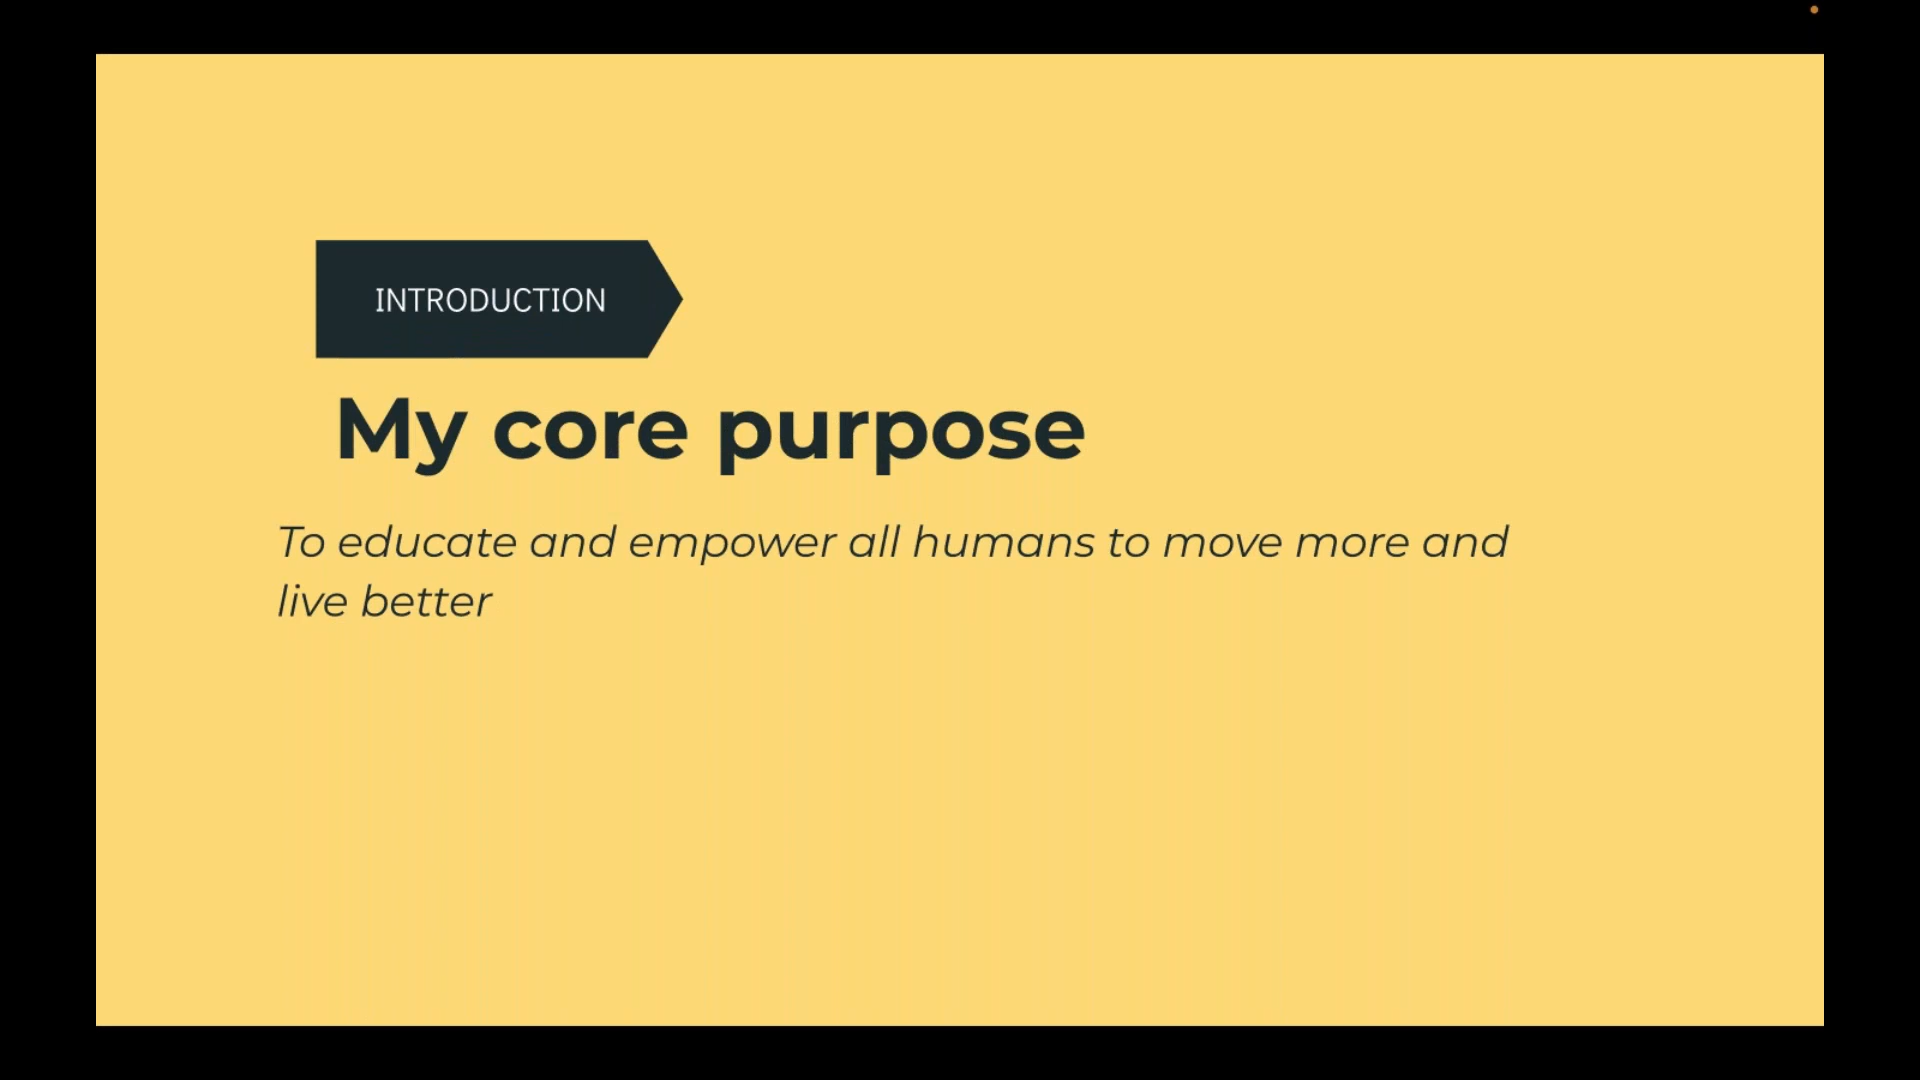 INTRODUCTION
My core purpose
To educate and empower all humans to move more and
live better